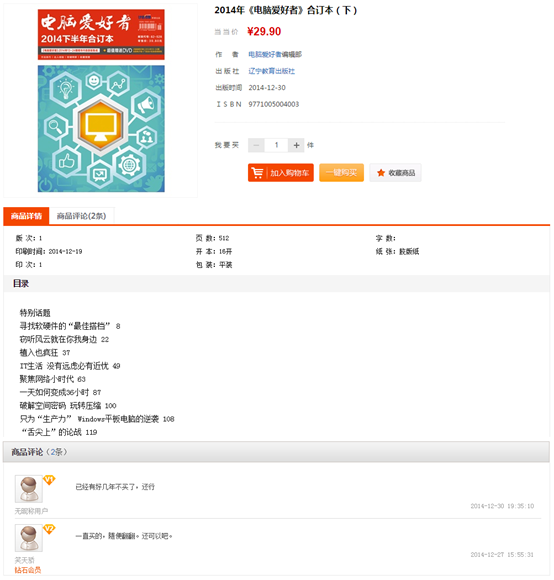 2014年《电脑爱好者》合订本（下）
电脑爱好者
2014下半年合订本
当当价 ¥29.90
作 者 电脑爱好者编辑部
出 版 社 辽宁教育出版社
出版时间 2014-12-30
I S B N 9771005004003
我 要 买 － 1 ＋ 件
加入购物车 一键购买 收藏商品
商品详情 商品评论(2条)
版 次：1 页 数：512 字 数：
印刷时间：2014-12-19 开 本：16开 纸 张：胶版纸
印 次：1 包 装：平装
目录
特别话题
寻找软硬件的“最佳搭档” 8
窃听风云就在你我身边 22
植入也疯狂 37
IT生活 没有远虑必有近忧 49
聚焦网络小时代 63
一天如何变成36小时 87
破解空间密码 玩转压缩 100
只为“生产力” Windows平板电脑的逆袭 108
“舌尖上”的论战 119
商品评论（2条）
V1
已经有好几年不买了，还行
无昵称用户
2014-12-30 19:35:10
V2
一直买的，随便翻翻。还可以吧。
笑天骄
2014-12-27 15:55:31
钻石会员